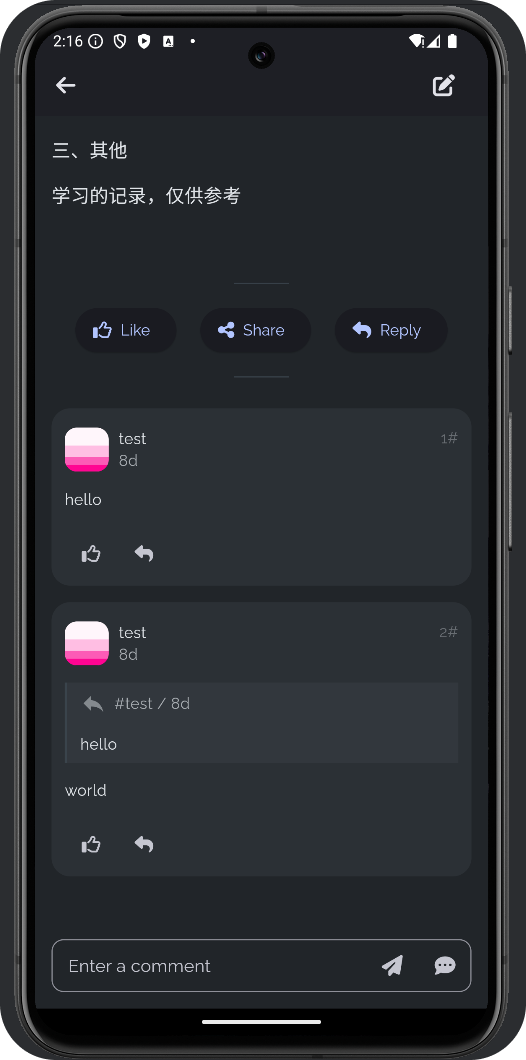 2:16
三、其他
学习的记录，仅供参考
Like
Share
Reply
test
1#
8d
hello
test
2#
8d
#test / 8d
hello
world
Enter a comment